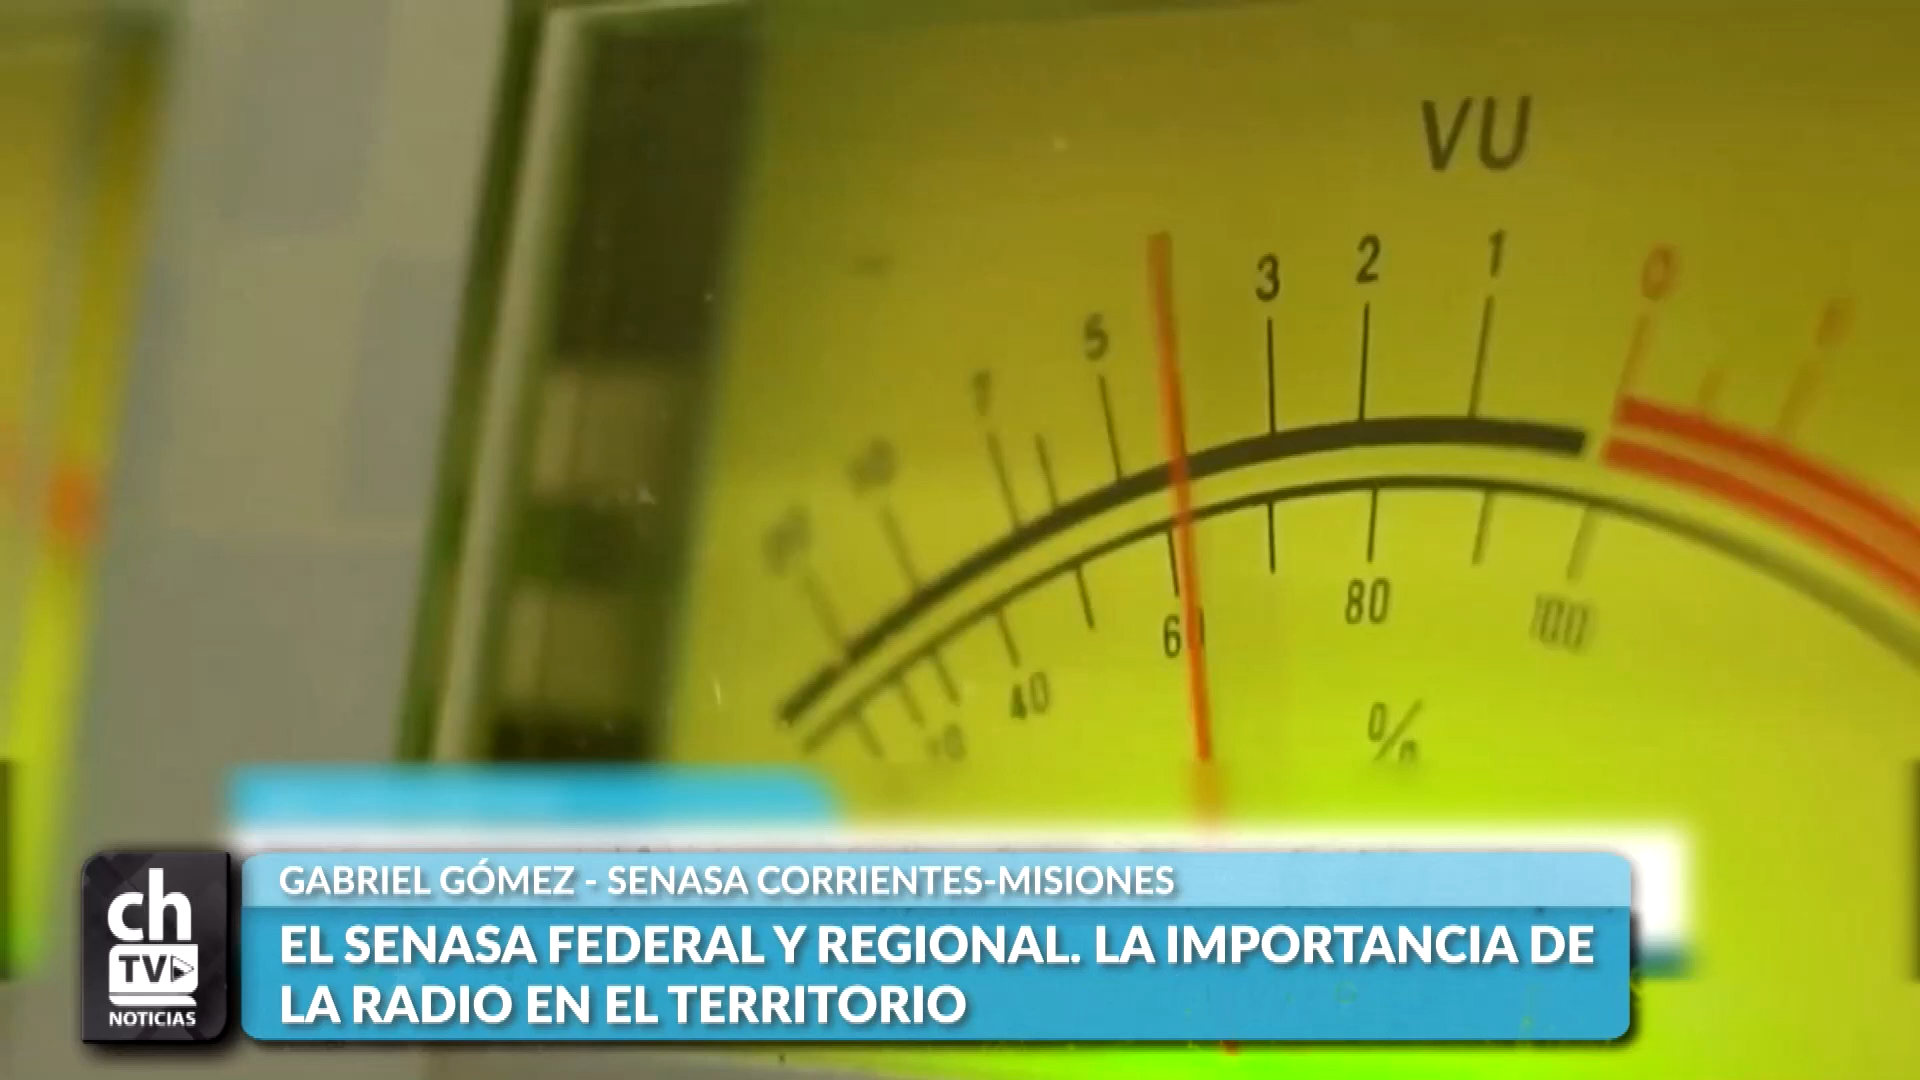 VU
3 2 1 0
5
7
80
60
100
40
%
GABRIEL GÓMEZ - SENASA CORRIENTES-MISIONES
EL SENASA FEDERAL Y REGIONAL. LA IMPORTANCIA DE
LA RADIO EN EL TERRITORIO
ch
TV
NOTICIAS